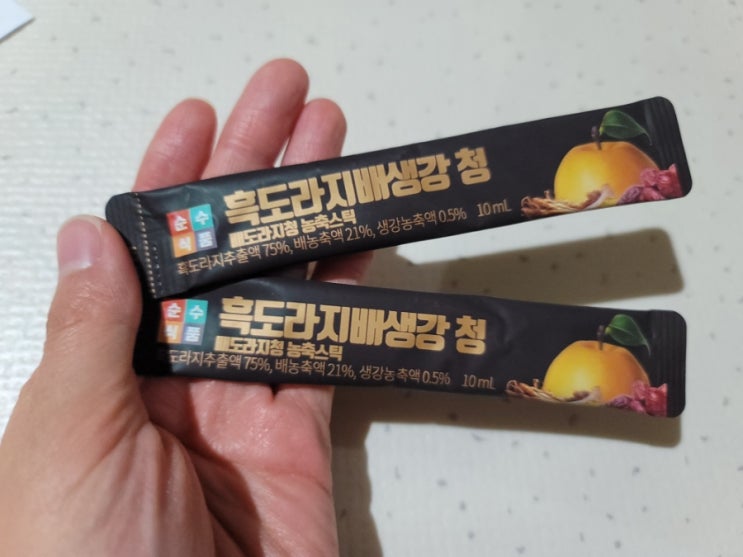 순수
식품
흑도라지배생강 청
배도라지청 농축스틱
흑도라지추출액 75%, 배농축액 21%, 생강농축액 0.5% 10 mL
순수
식품
흑도라지배생강 청
배도라지청 농축스틱
도라지추출액 75%, 배농축액 21%, 생강농축액 0.5% 10 mL